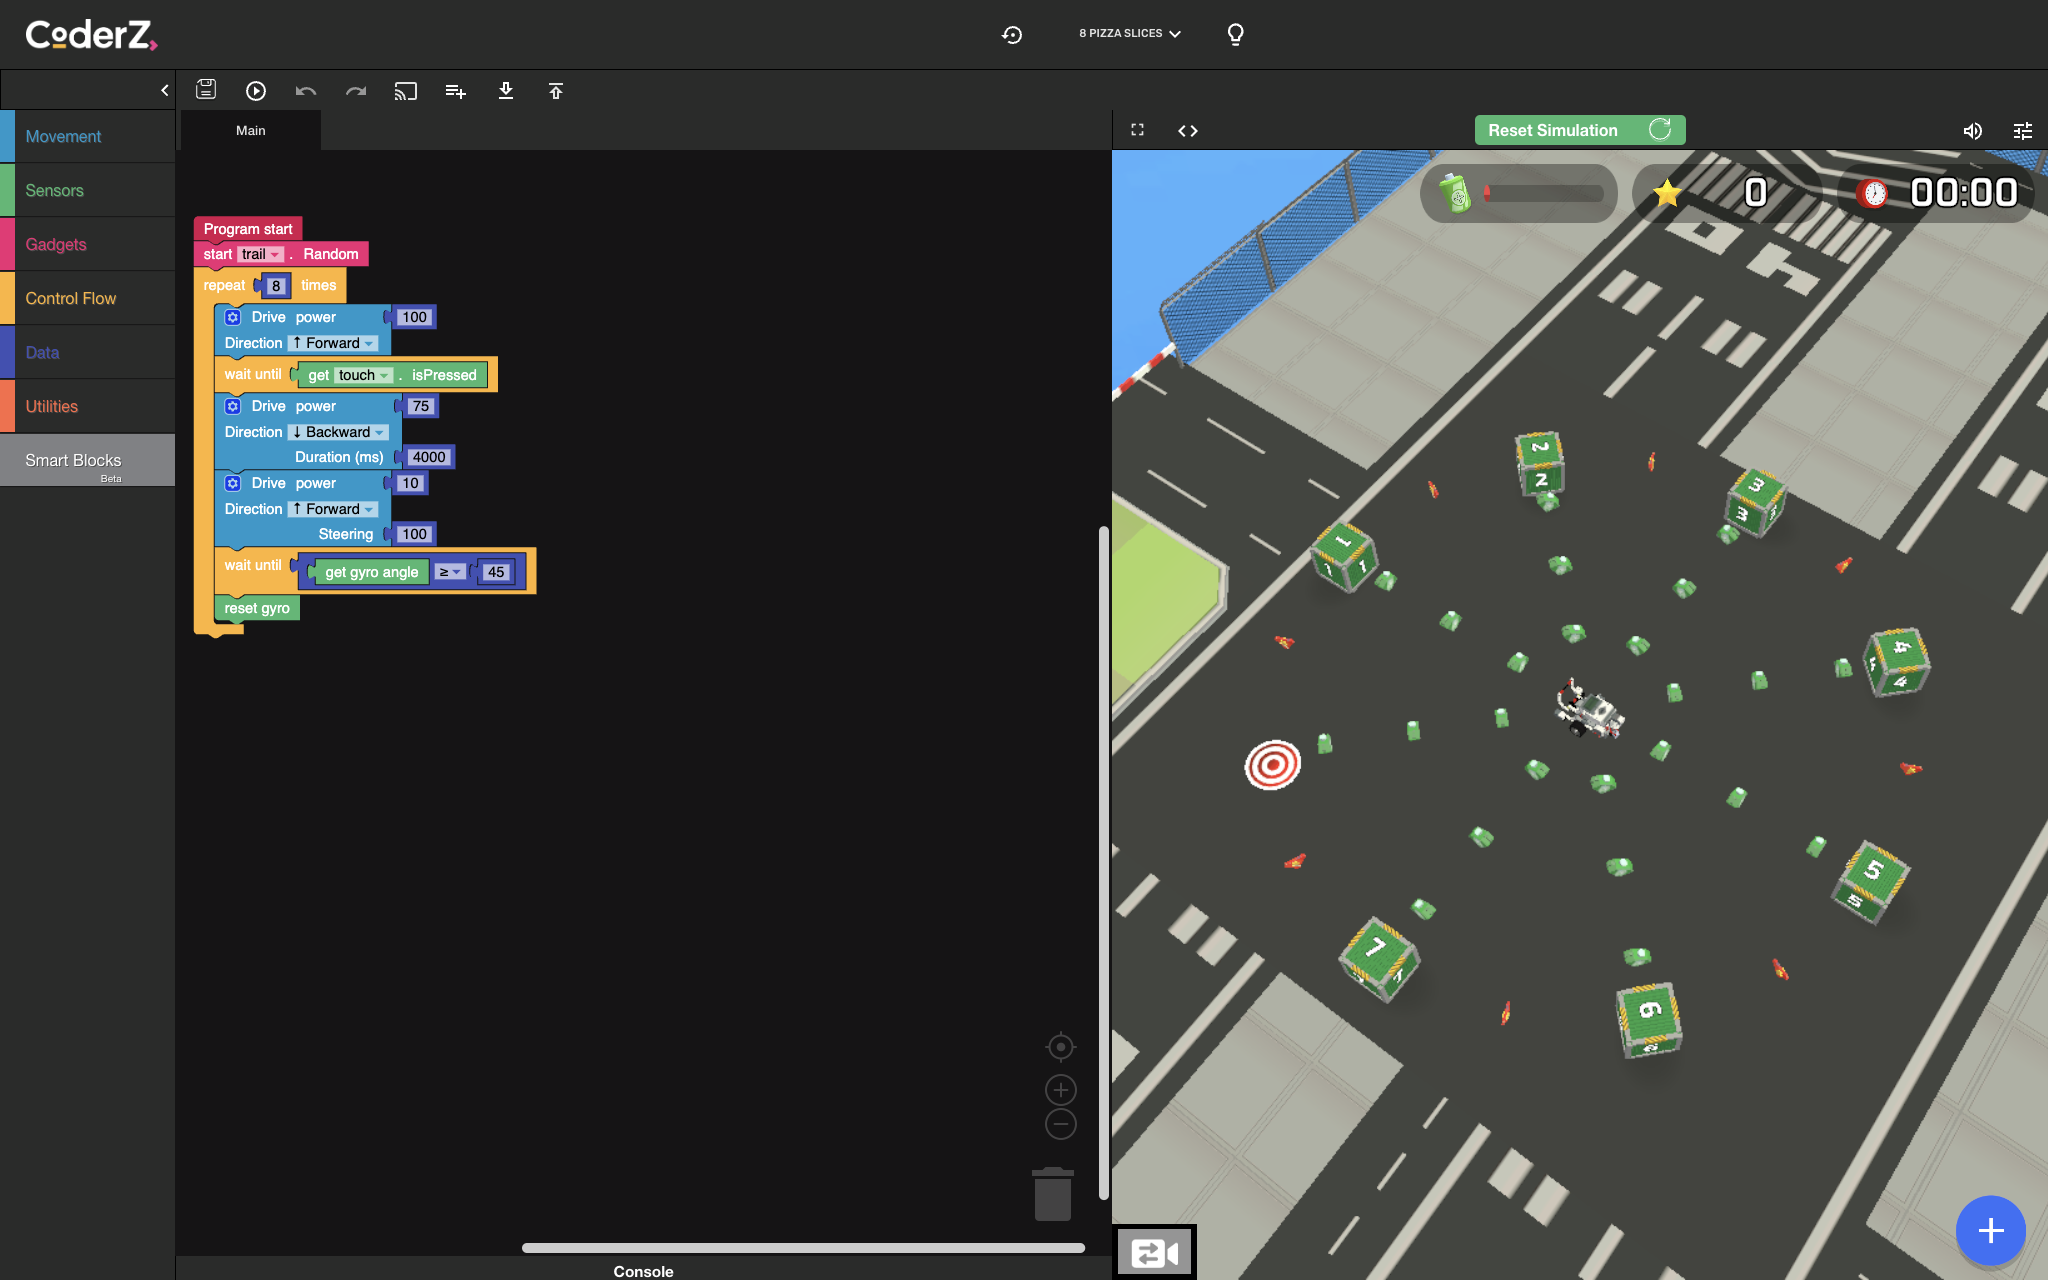 CoderZ
8 PIZZA SLICES
Main
Reset Simulation
Movement
Sensors
Gadgets
Control Flow
Data
Utilities
Smart Blocks
Beta
Program start
start trail . Random
repeat 8 times
Drive power 100
Direction ↑ Forward
wait until get touch . isPressed
Drive power 75
Direction ↓ Backward
Duration (ms) 4000
Drive power 10
Direction ↑ Forward
Steering 100
wait until get gyro angle ≥ 45
reset gyro
0
00:00
2
2
3
3
1
1 1
4
4
5
5
7
6
Console